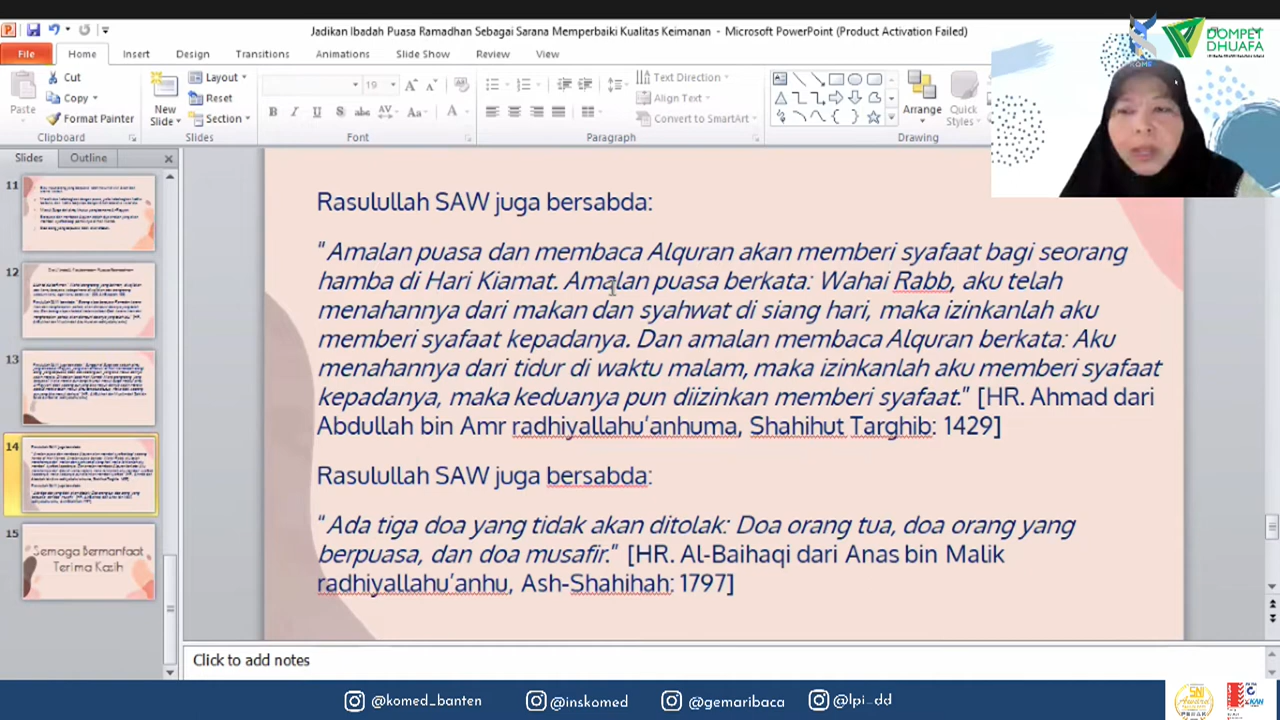 Jadikan Ibadah Puasa Ramadhan Sebagai Sarana Memperbaiki Kualitas Keimanan - Microsoft PowerPoint (Product Activation Failed)
DOMPET
DHUAFA
File Home Insert Design Transitions Animations Slide Show Review View
Paste
Cut
Copy
Format Painter
Clipboard
New
Slide
Layout
Reset
Section
Slides
19
B I U S abc AV Aa A
Font
Text Direction
Align Text
Convert to SmartArt
Paragraph
Arrange
Quick
Styles
Drawing
Slides Outline
11
12
13
14
15
Semoga Bermanfaat
Terima Kasih
Rasulullah SAW juga bersabda:
"Amalan puasa dan membaca Alquran akan memberi syafaat bagi seorang
hamba di Hari Kiamat. Amalan puasa berkata: Wahai Rabb, aku telah
menahannya dari makan dan syahwat di siang hari, maka izinkanlah aku
memberi syafaat kepadanya. Dan amalan membaca Alquran berkata: Aku
menahannya dari tidur di waktu malam, maka izinkanlah aku memberi syafaat
kepadanya, maka keduanya pun diizinkan memberi syafaat." [HR. Ahmad dari
Abdullah bin Amr radhiyallahu'anhuma, Shahihut Targhib: 1429]
Rasulullah SAW juga bersabda:
"Ada tiga doa yang tidak akan ditolak: Doa orang tua, doa orang yang
berpuasa, dan doa musafir." [HR. Al-Baihaqi dari Anas bin Malik
radhiyallahu'anhu, Ash-Shahihah: 1797]
Click to add notes
@komed_banten @inskomed @gemaribaca @lpi_dd